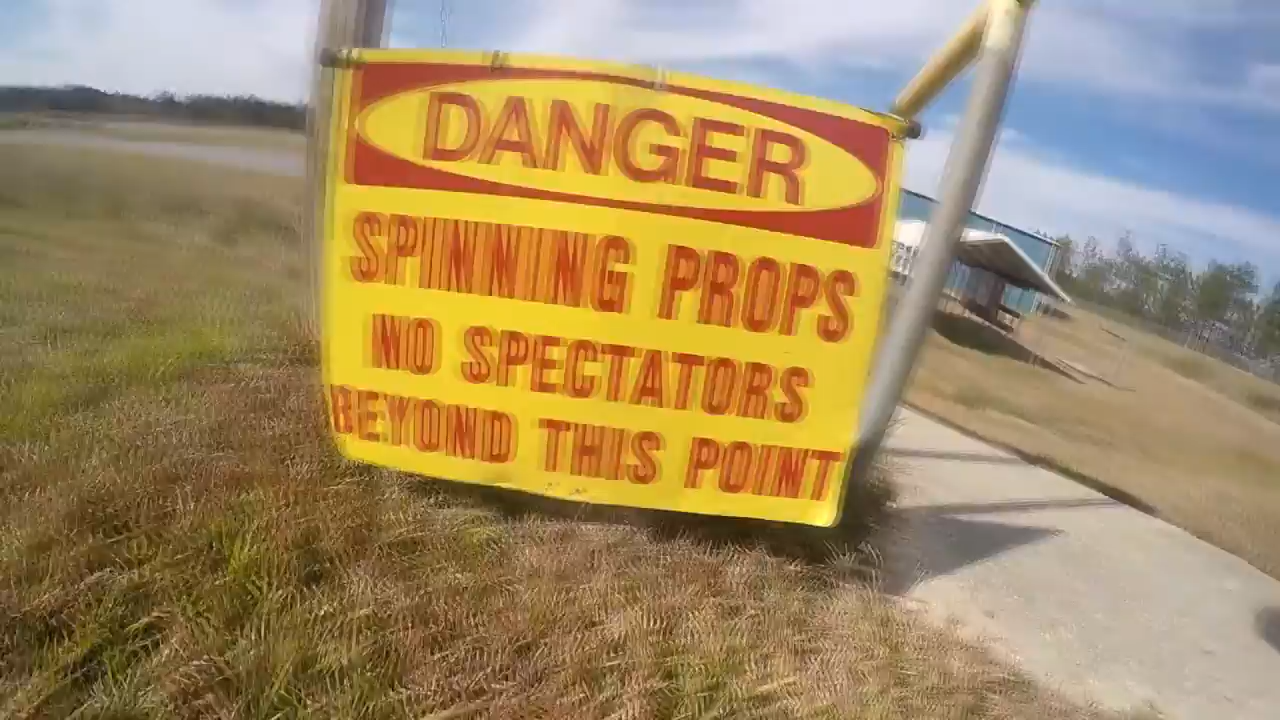 DANGER
SPINNING PROPS
NO SPECTATORS
BEYOND THIS POINT